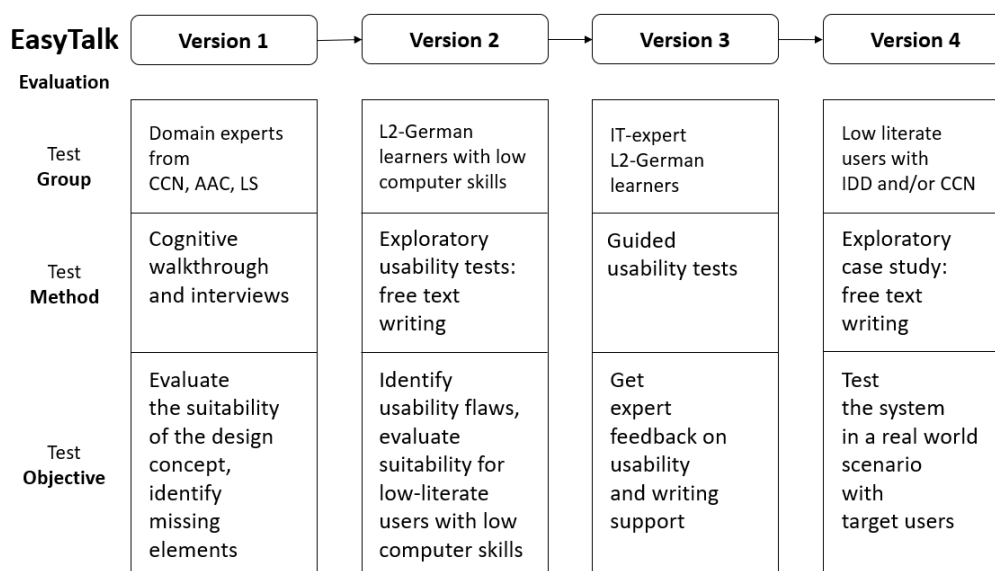 EasyTalk
Version 1
Version 2
Version 3
Version 4
Evaluation
Test
Group
Domain experts
from
CCN, AAC, LS
L2-German
learners with low
computer skills
IT-expert
L2-German
learners
Low literate
users with
IDD and/or CCN
Test
Method
Cognitive
walkthrough
and interviews
Exploratory
usability tests:
free text
writing
Guided
usability tests
Exploratory
case study:
free text
writing
Test
Objective
Evaluate
the suitability
of the design
concept,
identify
missing
elements
Identify
usability flaws,
evaluate
suitability for
low-literate
users with low
computer skills
Get
expert
feedback on
usability
and writing
support
Test
the system
in a real world
scenario
with
target users